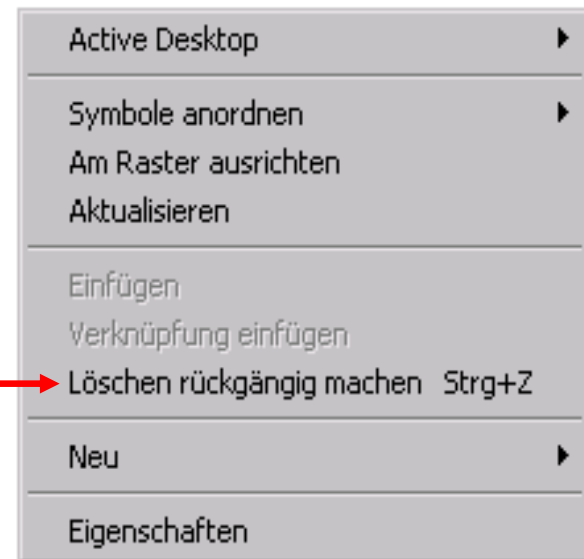 Active Desktop
Symbole anordnen
Am Raster ausrichten
Aktualisieren
Einfügen
Verknüpfung einfügen
Löschen rückgängig machen Strg+Z
Neu
Eigenschaften